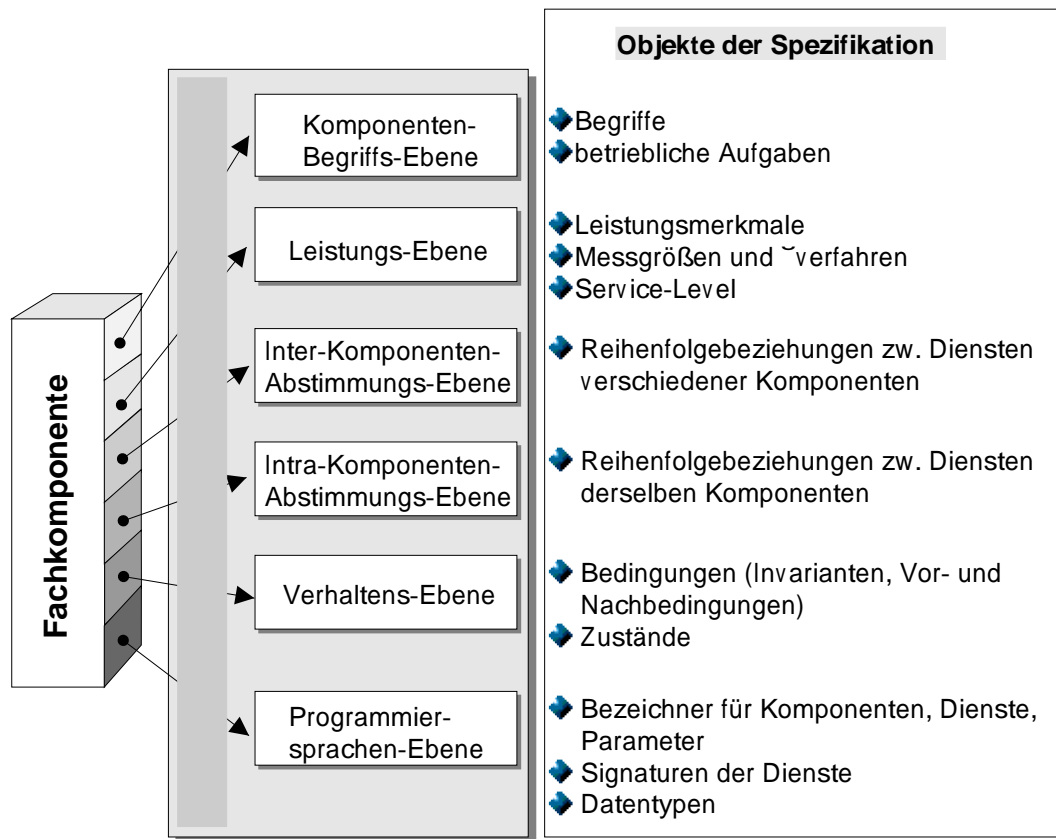 Objekte der Spezifikation
Fachkomponente
Komponenten-
Begriffs-Ebene
Begriffe
betriebliche Aufgaben
Leistungs-Ebene
Leistungsmerkmale
Messgrößen und ˘verfahren
Service-Level
Inter-Komponenten-
Abstimmungs-Ebene
Reihenfolgebeziehungen zw. Diensten
verschiedener Komponenten
Intra-Komponenten-
Abstimmungs-Ebene
Reihenfolgebeziehungen zw. Diensten
derselben Komponenten
Verhaltens-Ebene
Bedingungen (Invarianten, Vor- und
Nachbedingungen)
Zustände
Programmier-
sprachen-Ebene
Bezeichner für Komponenten, Dienste,
Parameter
Signaturen der Dienste
Datentypen